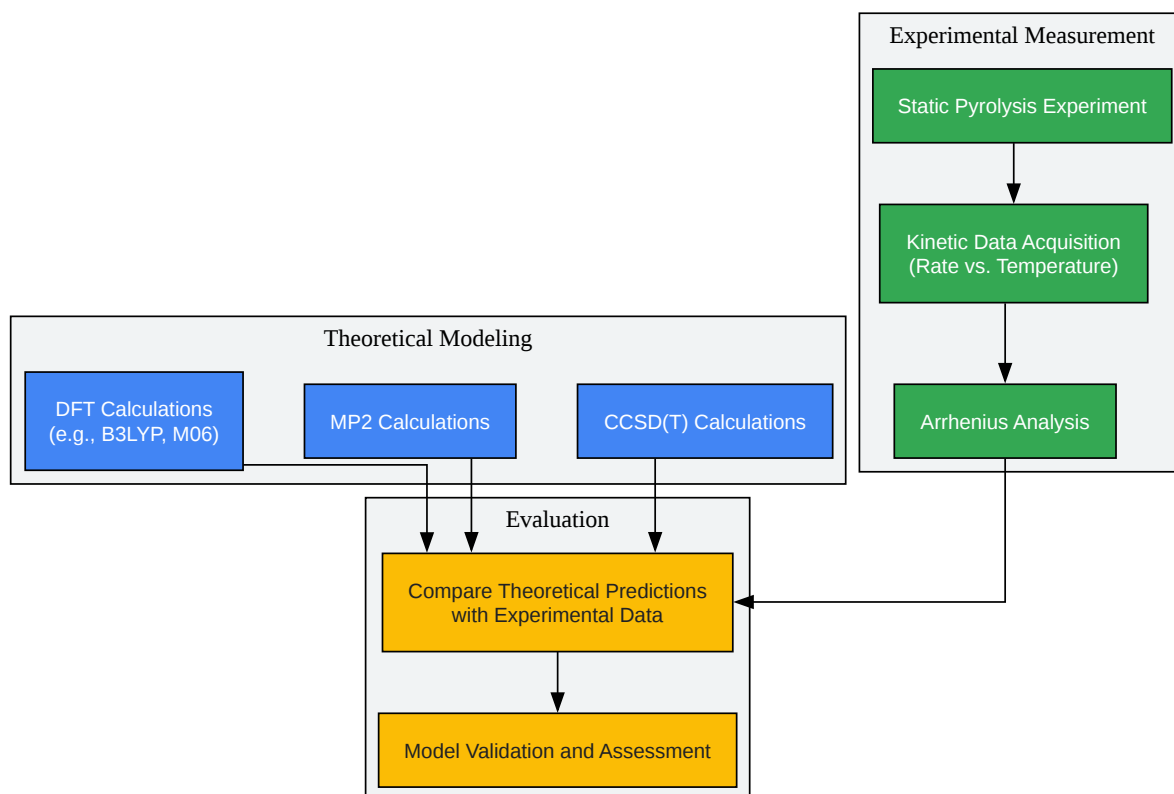 Experimental Measurement
Static Pyrolysis Experiment
Kinetic Data Acquisition
(Rate vs. Temperature)
Arrhenius Analysis
Theoretical Modeling
DFT Calculations
(e.g., B3LYP, M06)
MP2 Calculations
CCSD(T) Calculations
Evaluation
Compare Theoretical Predictions
with Experimental Data
Model Validation and Assessment